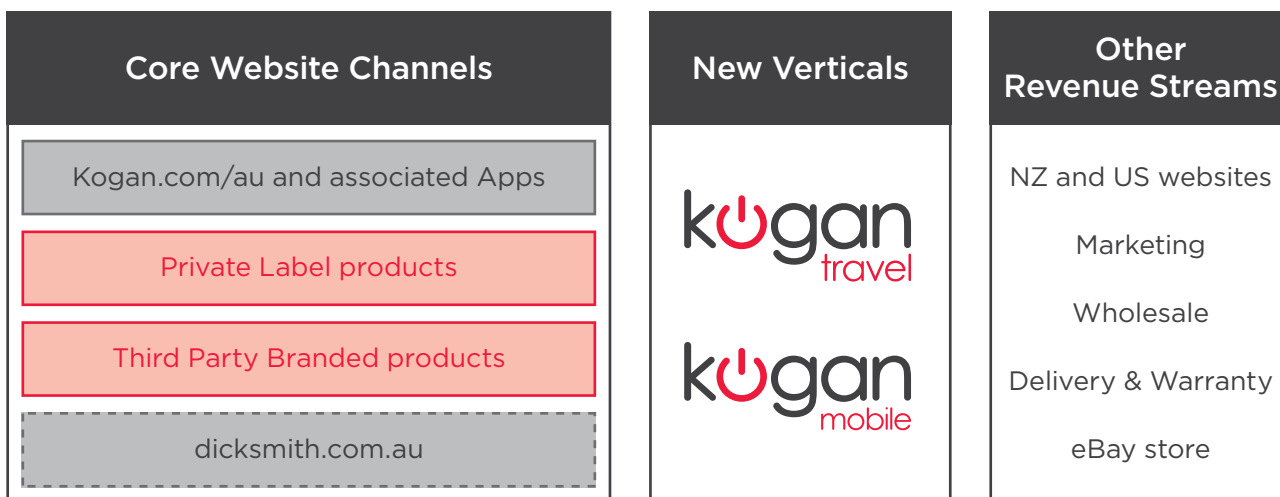 Core Website Channels
Kogan.com/au and associated Apps
Private Label products
Third Party Branded products
dicksmith.com.au
New Verticals
kogan
travel
kogan
mobile
Other
Revenue Streams
NZ and US websites
Marketing
Wholesale
Delivery & Warranty
eBay store